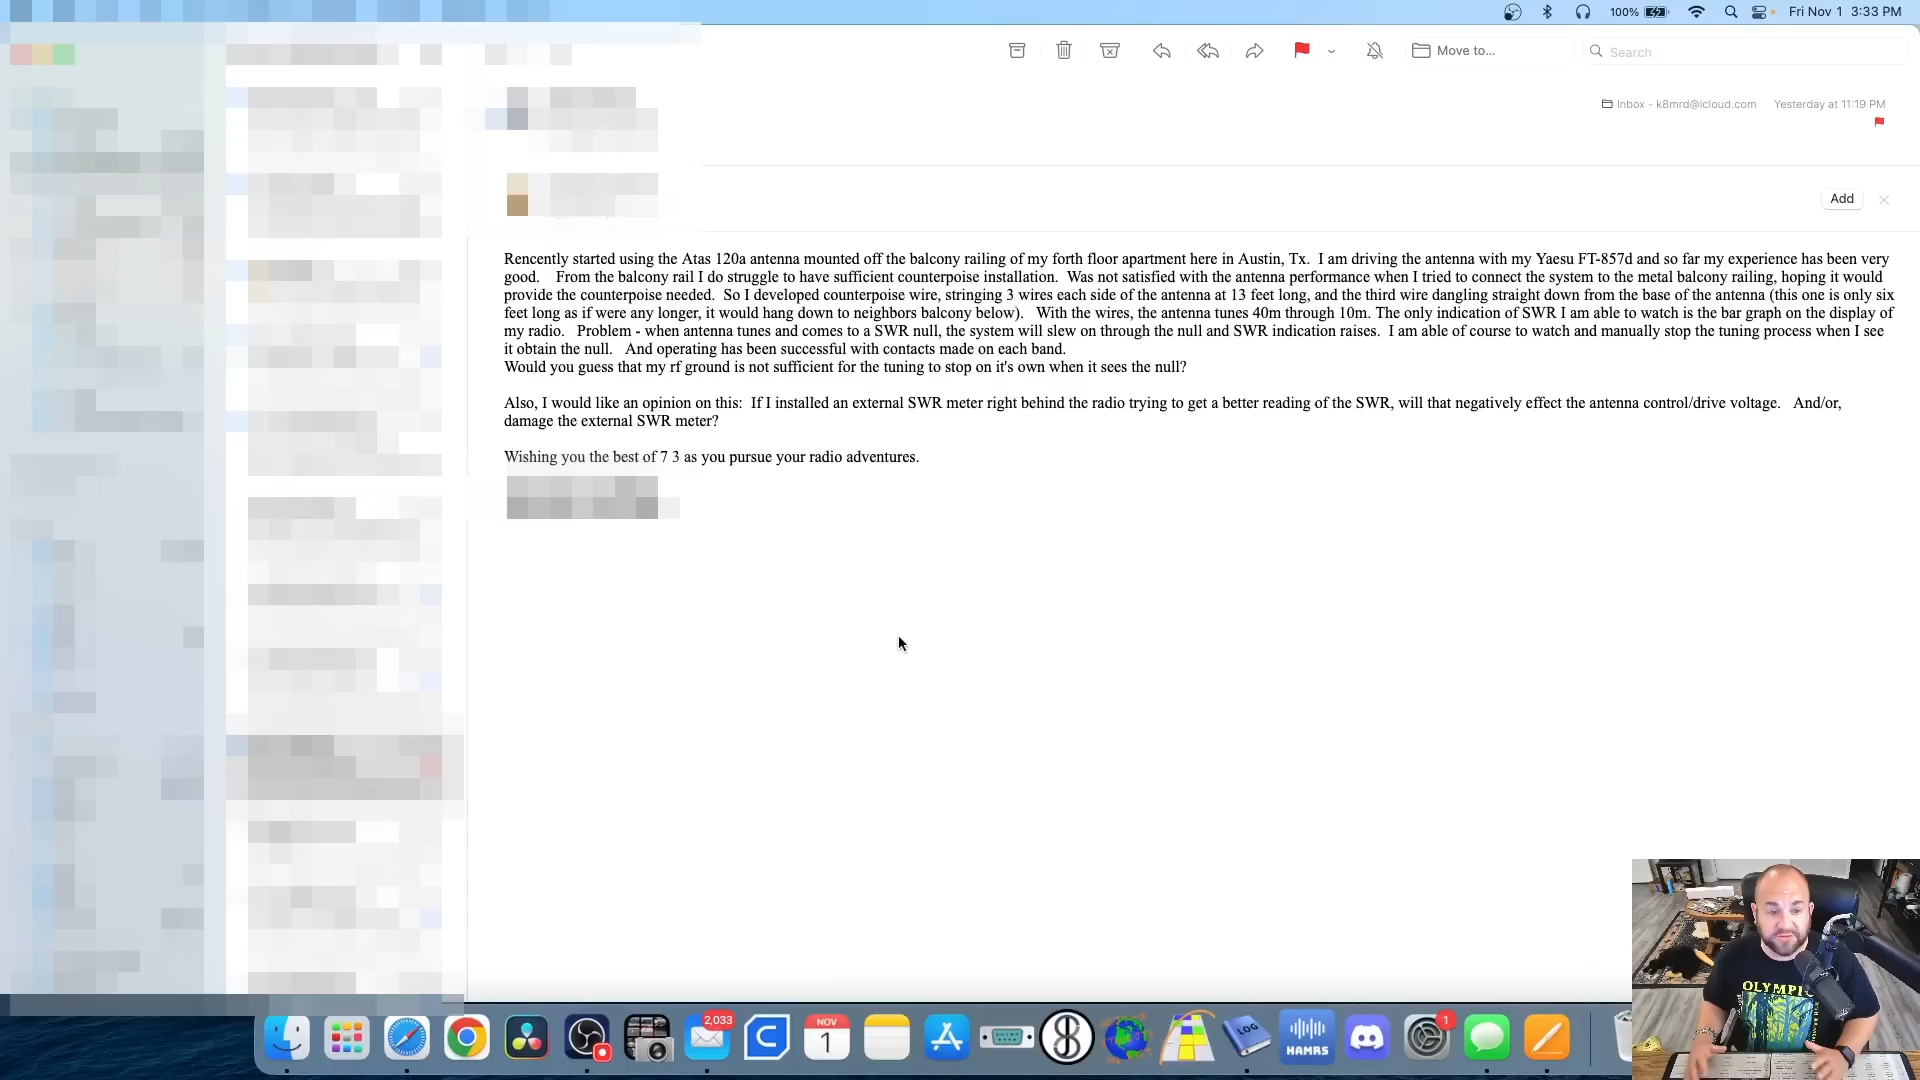 100%
Fri Nov 1 3:33 PM
Move to...
Search
Inbox - k8mrd@icloud.com Yesterday at 11:19 PM
Add
Rencently started using the Atas 120a antenna mounted off the balcony railing of my forth floor apartment here in Austin, Tx. I am driving the antenna with my Yaesu FT-857d and so far my experience has been very
good. From the balcony rail I do struggle to have sufficient counterpoise installation. Was not satisfied with the antenna performance when I tried to connect the system to the metal balcony railing, hoping it would
provide the counterpoise needed. So I developed counterpoise wire, stringing 3 wires each side of the antenna at 13 feet long, and the third wire dangling straight down from the base of the antenna (this one is only six
feet long as if were any longer, it would hang down to neighbors balcony below). With the wires, the antenna tunes 40m through 10m. The only indication of SWR I am able to watch is the bar graph on the display of
my radio. Problem - when antenna tunes and comes to a SWR null, the system will slew on through the null and SWR indication raises. I am able of course to watch and manually stop the tuning process when I see
it obtain the null. And operating has been successful with contacts made on each band.
Would you guess that my rf ground is not sufficient for the tuning to stop on it's own when it sees the null?
Also, I would like an opinion on this: If I installed an external SWR meter right behind the radio trying to get a better reading of the SWR, will that negatively effect the antenna control/drive voltage. And/or,
damage the external SWR meter?
Wishing you the best of 7 3 as you pursue your radio adventures.
OLYMPIC
2,033
NOV
1
LOG
HAMRS
1